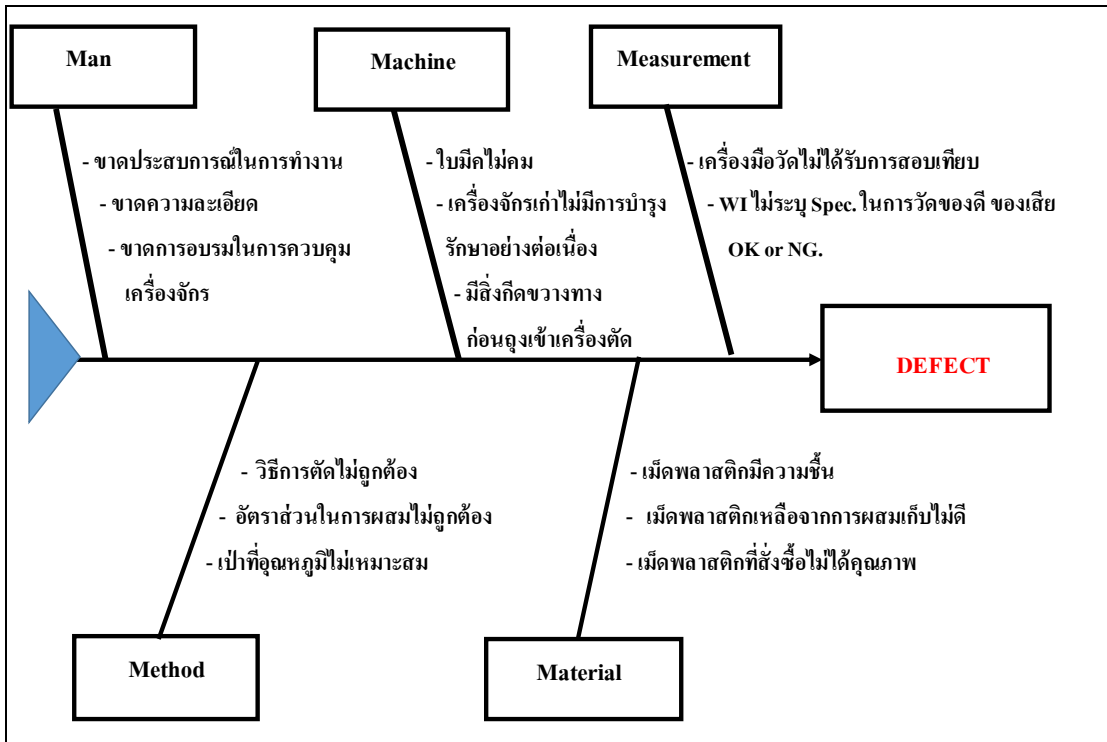 Man
Machine
Measurement
- ขาดประสบการณ์ในการทำงาน
- ขาดความละเอียด
- ขาดการอบรมในการควบคุม
เครื่องจักร
- ใบมีคไม่คม
- เครื่องจักรเก่าไม่มีการบำรุง
รักษาอย่างต่อเนื่อง
- มีสิ่งกีดขวางทาง
ก่อนถุงเข้าเครื่องตัด
- เครื่องมือวัดไม่ได้รับการสอบเทียบ
- WI ไม่ระบุ Spec. ในการวัดของดี ของเสีย
OK or NG.
DEFECT
- วิธีการตัดไม่ถูกต้อง
- อัตราส่วนในการผสมไม่ถูกต้อง
- เป่าที่อุณหภูมิไม่เหมาะสม
- เม็ดพลาสติกมีความชื้น
- เม็ดพลาสติกเหลือจากการผสมเก็บไม่ดี
- เม็ดพลาสติกที่สั่งซื้อไม่ได้คุณภาพ
Method
Material